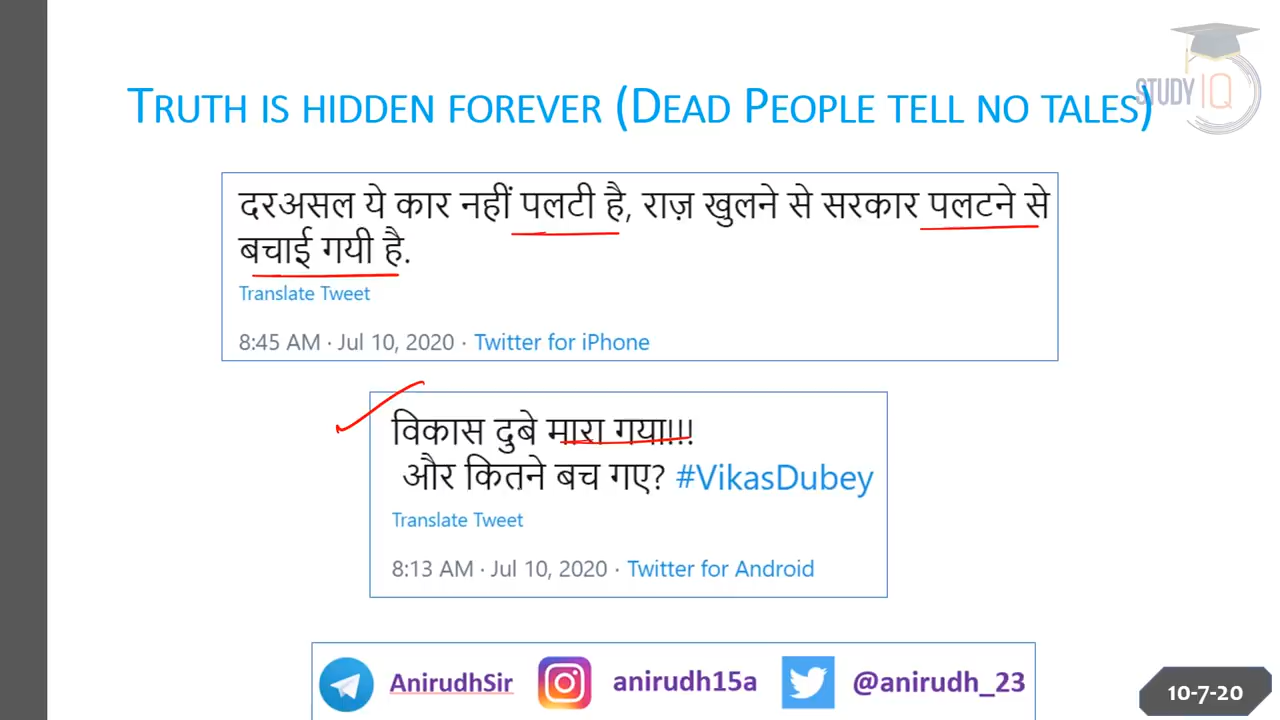 STUDY IQ
TRUTH IS HIDDEN FOREVER (DEAD PEOPLE TELL NO TALES)
दरअसल ये कार नहीं पलटी है, राज़ खुलने से सरकार पलटने से
बचाई गयी है.
Translate Tweet
8:45 AM · Jul 10, 2020 · Twitter for iPhone
विकास दुबे मारा गया!!!
और कितने बच गए? #VikasDubey
Translate Tweet
8:13 AM · Jul 10, 2020 · Twitter for Android
AnirudhSir anirudh15a @anirudh_23
10-7-20